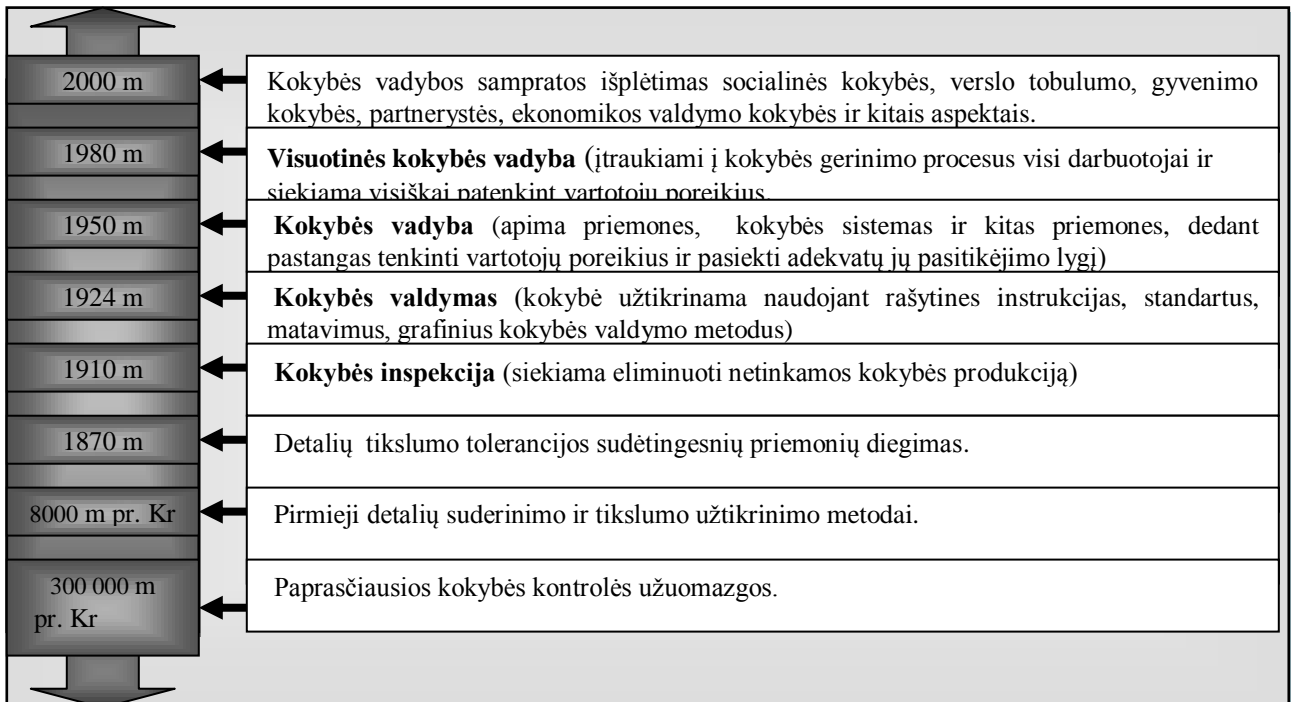 2000 m
Kokybės vadybos sampratos išplėtimas socialinės kokybės, verslo tobulumo, gyvenimo
kokybės, partnerystės, ekonomikos valdymo kokybės ir kitais aspektais.
1980 m
Visuotinės kokybės vadyba (įtraukiami į kokybės gerinimo procesus visi darbuotojai ir
siekiama visiškai patenkint vartotojų poreikius.
1950 m
Kokybės vadyba (apima priemones, kokybės sistemas ir kitas priemones, dedant
pastangas tenkinti vartotojų poreikius ir pasiekti adekvatų jų pasitikėjimo lygį)
1924 m
Kokybės valdymas (kokybė užtikrinama naudojant rašytines instrukcijas, standartus,
matavimus, grafinius kokybės valdymo metodus)
1910 m
Kokybės inspekcija (siekiama eliminuoti netinkamos kokybės produkciją)
1870 m
Detalių tikslumo tolerancijos sudėtingesnių priemonių diegimas.
8000 m pr. Kr
Pirmieji detalių suderinimo ir tikslumo užtikrinimo metodai.
300 000 m
pr. Kr
Paprasčiausios kokybės kontrolės užuomazgos.